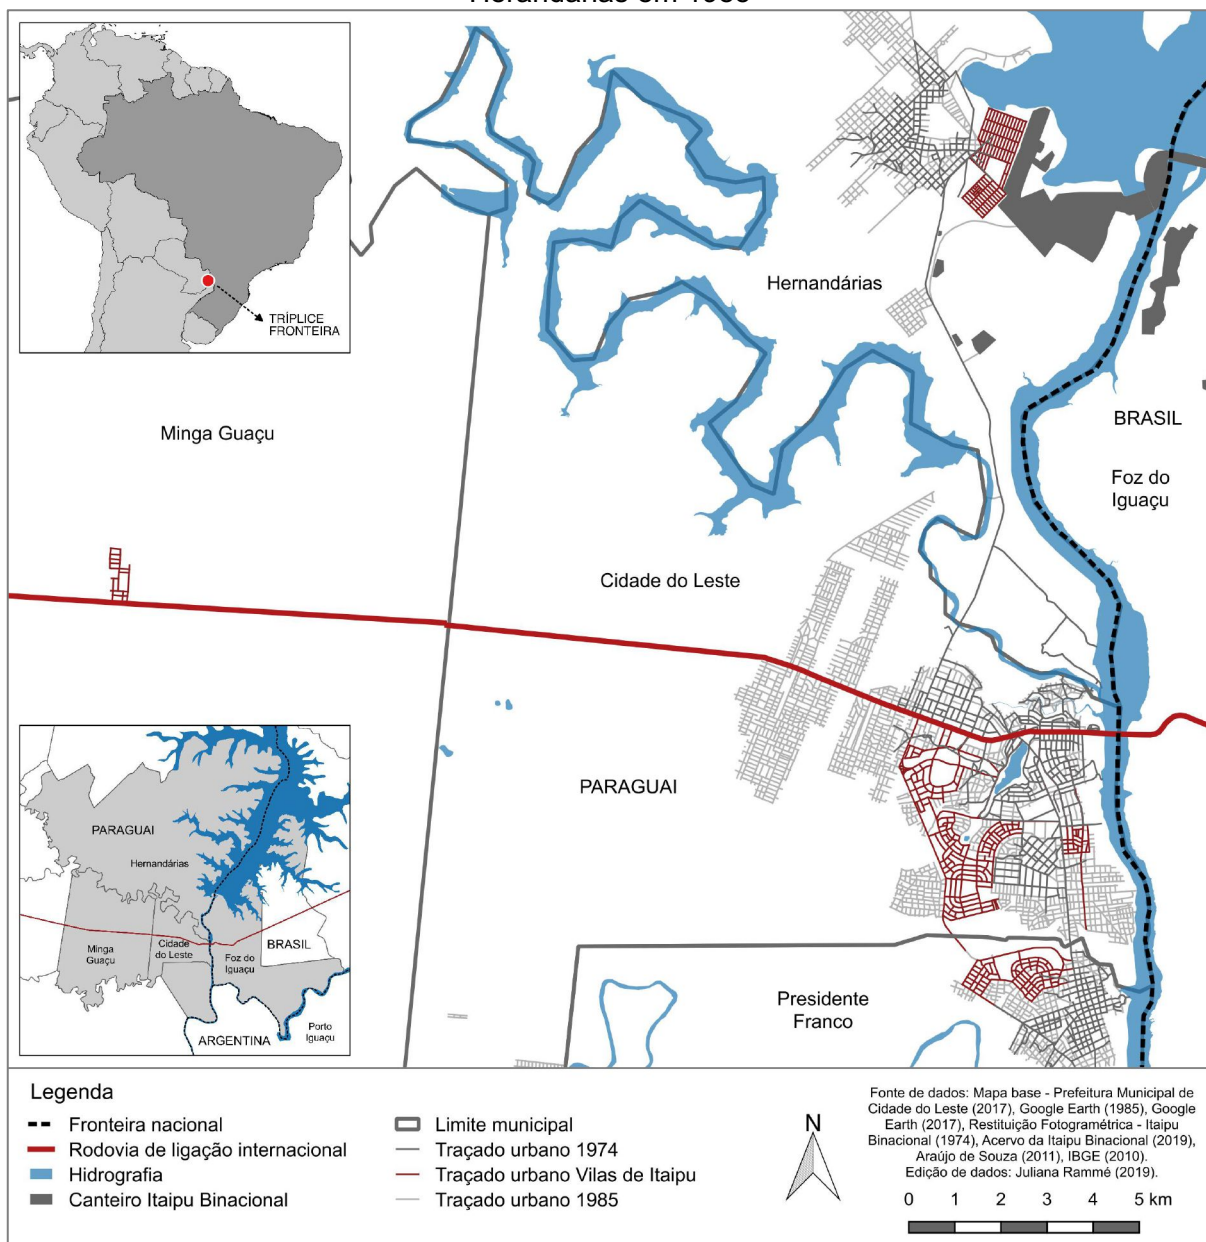 TRÍPLICE
FRONTEIRA
Hernandárias
Minga Guaçu
BRASIL
Foz do
Iguaçu
Cidade do Leste
PARAGUAI
Presidente
Franco
PARAGUAI
Hernandárias
Minga
Guaçu
Cidade
do Leste
Foz do
Iguaçu
BRASIL
ARGENTINA
Porto
Iguaçu
Legenda
Fronteira nacional
Rodovia de ligação internacional
Hidrografia
Canteiro Itaipu Binacional
Limite municipal
Traçado urbano 1974
Traçado urbano Vilas de Itaipu
Traçado urbano 1985
N
Fonte de dados: Mapa base - Prefeitura Municipal de
Cidade do Leste (2017), Google Earth (1985), Google
Earth (2017), Restituição Fotogramétrica - Itaipu
Binacional (1974), Acervo da Itaipu Binacional (2019),
Araújo de Souza (2011), IBGE (2010).
Edição de dados: Juliana Rammé (2019).
0 1 2 3 4 5 km